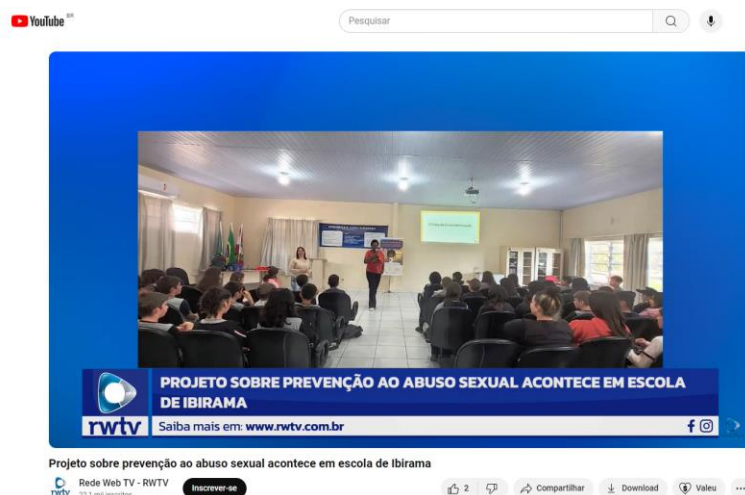 YouTube BR
Pesquisar
PROJETO SOBRE PREVENÇÃO AO ABUSO SEXUAL ACONTECE EM ESCOLA
DE IBIRAMA
rwtv
Saiba mais em: www.rwtv.com.br
Projeto sobre prevenção ao abuso sexual acontece em escola de Ibirama
Rede Web TV - RWTV
rwtv
Inscrever-se
2
Compartilhar
Download
Valeu